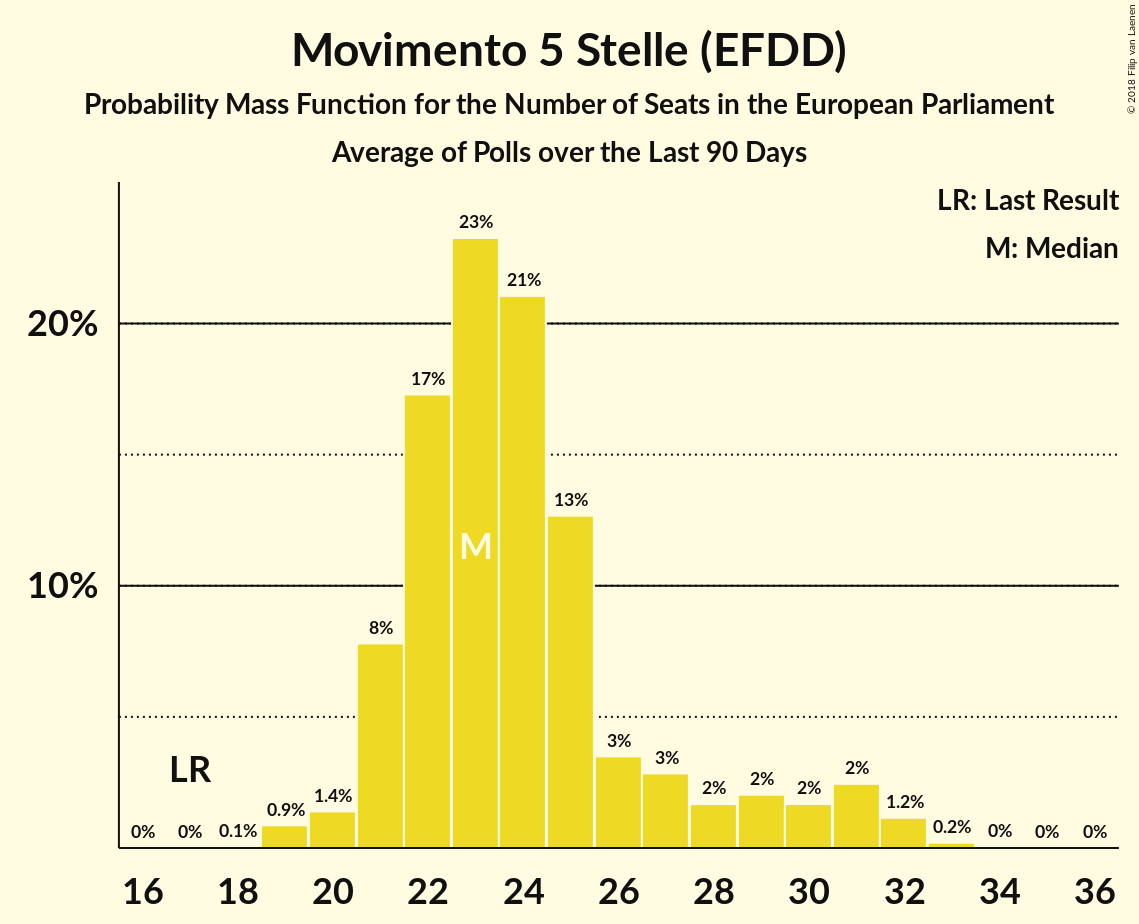 Movimento 5 Stelle (EFDD)
Probability Mass Function for the Number of Seats in the European Parliament
Average of Polls over the Last 90 Days
© 2018 Filip van Laenen
LR: Last Result
M: Median
23%
21%
20%
17%
13%
M
10%
8%
LR
3%
3%
2%
2%
2%
2%
1.4%
1.2%
0.9%
0.2%
0% 0% 0.1% 0% 0% 0%
16 18 20 22 24 26 28 30 32 34 36